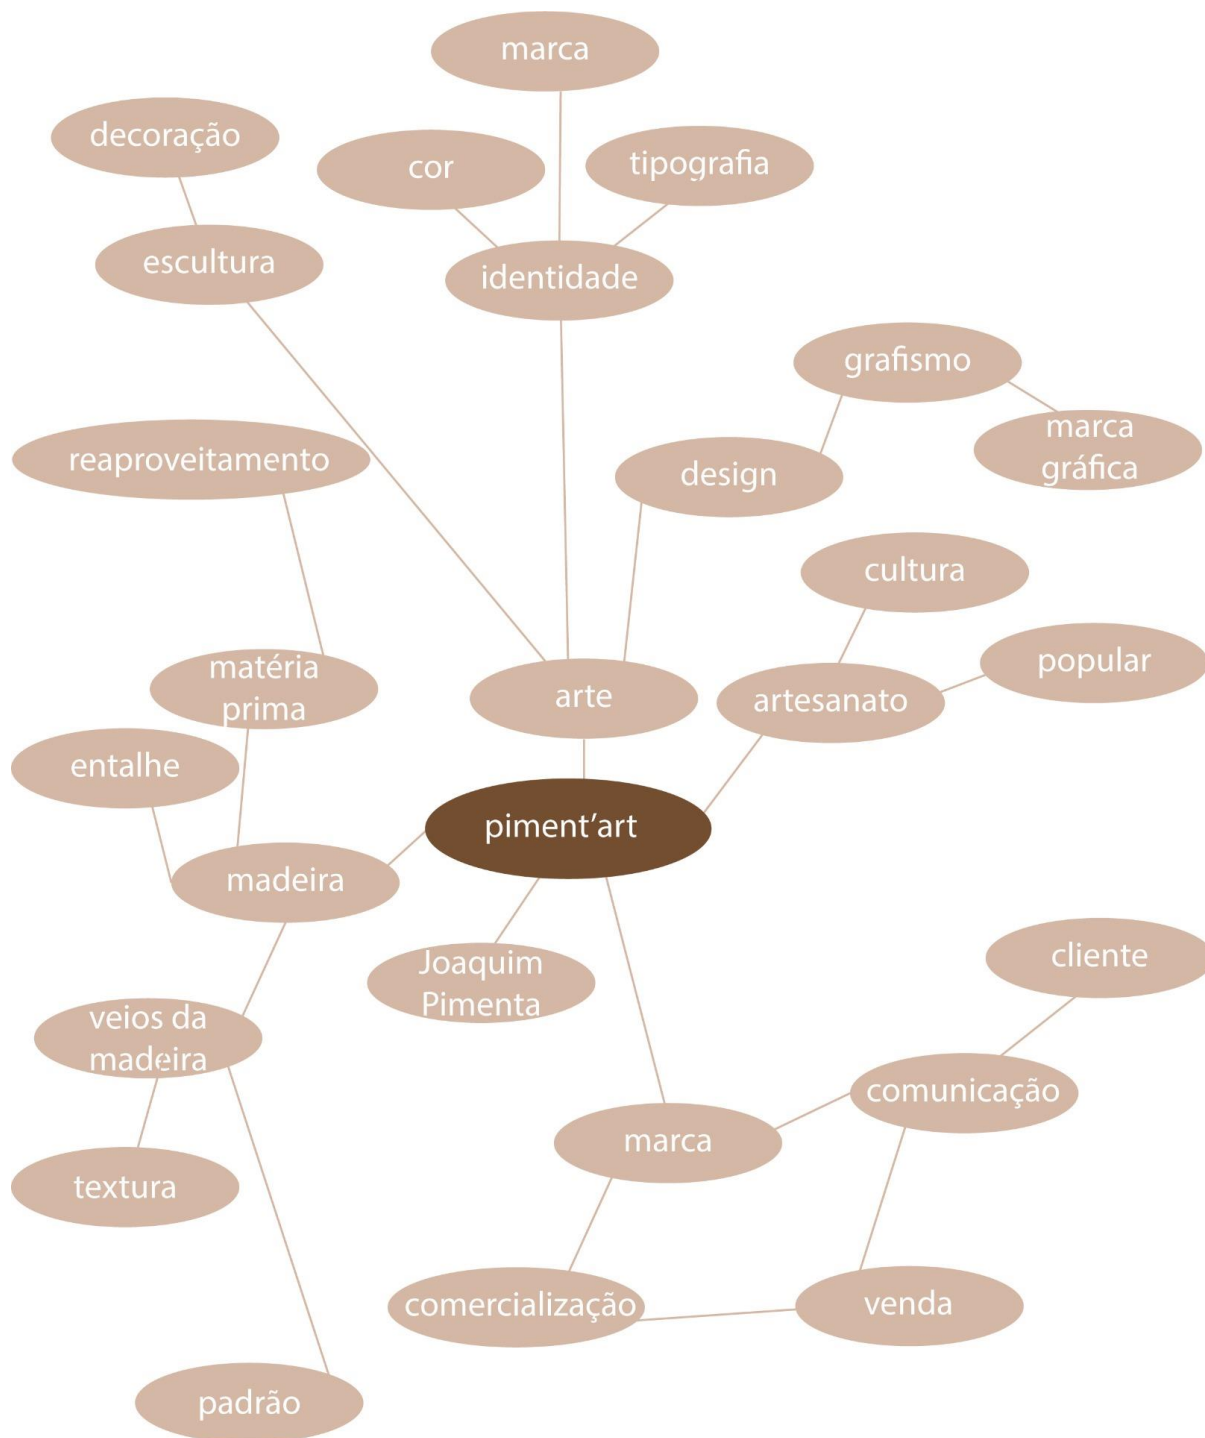 marca
decoração
cor
tipografia
escultura
identidade
grafismo
marca
gráfica
reaproveitamento
design
cultura
popular
matéria
prima
arte
artesanato
entalhe
piment’art
madeira
Joaquim
Pimenta
cliente
veios da
madeira
comunicação
marca
textura
comercialização
venda
padrão